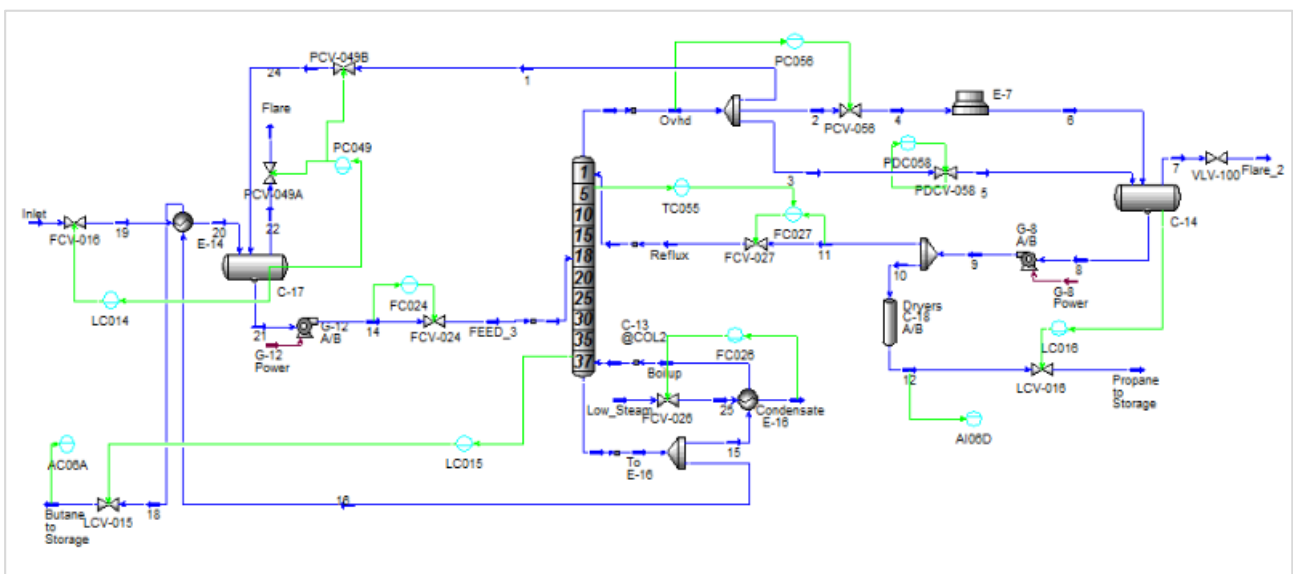 PCV-049B
24
1
PC056
E-7
Flare
Ovhd
2
PCV-056
4
6
PC049
PCV-049A
PDC058
7
VLV-100
Flare_2
3
PDCV-058
5
1
5
10
15
18
20
25
30
35
37
TC055
C-14
Inlet
FCV-016
19
20
E-14
22
FC027
Reflux
FCV-027
11
10
9
G-8
A/B
8
G-8
Power
C-17
LC014
FC024
21
G-12
A/B
14
FCV-024
FEED_3
G-12
Power
C-13
@COL2
FC026
Boilup
Dryers
C-16
A/B
LC016
Low_Steam
FCV-026
25
Condensate
E-16
12
LCV-016
Propane
to
Storage
AI06D
AC06A
LC015
15
To
E-16
16
Butane
to
Storage
LCV-015
18